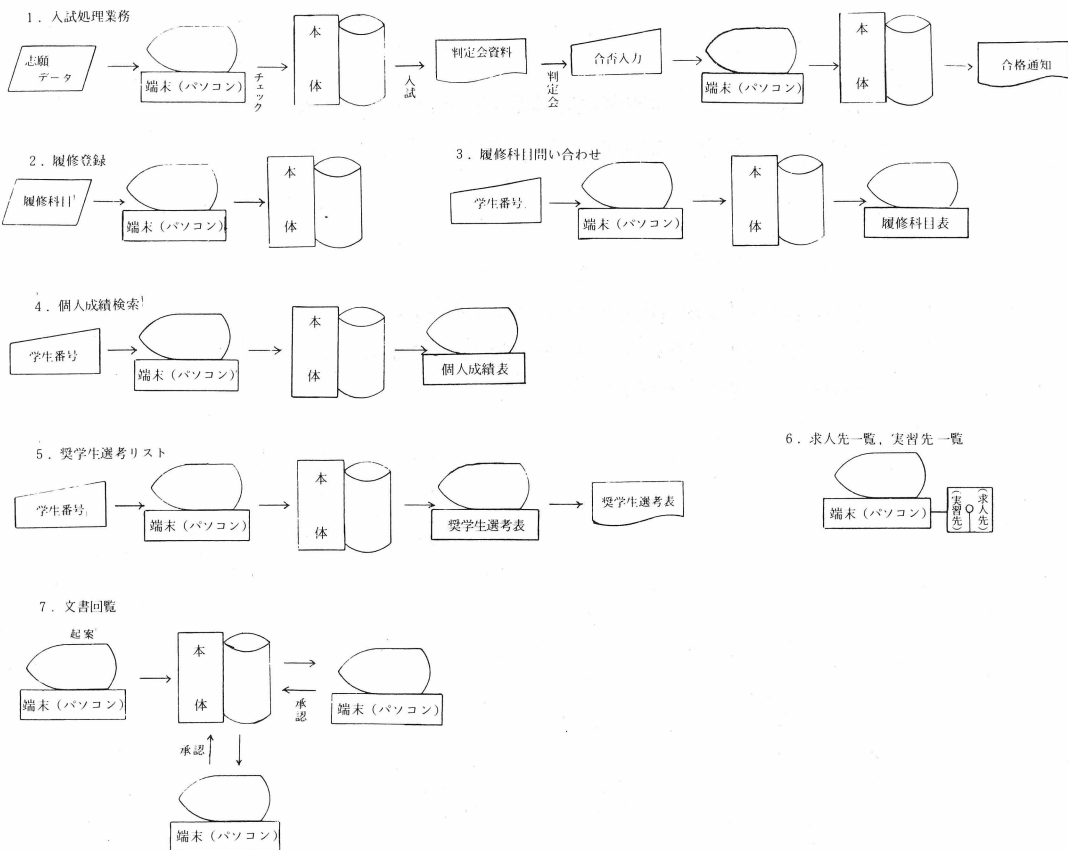 1．入試処理業務
志願
データ
端末（パソコン）
チェック
本
体
入試
判定会資料
判定会
合否入力
端末（パソコン）
本
体
合格通知
2．履修登録
履修科目
端末（パソコン）
本
体
3．履修科目問い合わせ
学生番号
端末（パソコン）
本
体
履修科目表
4．個人成績検索
学生番号
端末（パソコン）
本
体
個人成績表
5．奨学生選考リスト
学生番号
端末（パソコン）
本
体
奨学生選考表
奨学生選考表
6．求人先一覧，実習先一覧
端末（パソコン）
（求人先）
（実習先）
7．文書回覧
起案
端末（パソコン）
本
体
承認
端末（パソコン）
承認
端末（パソコン）